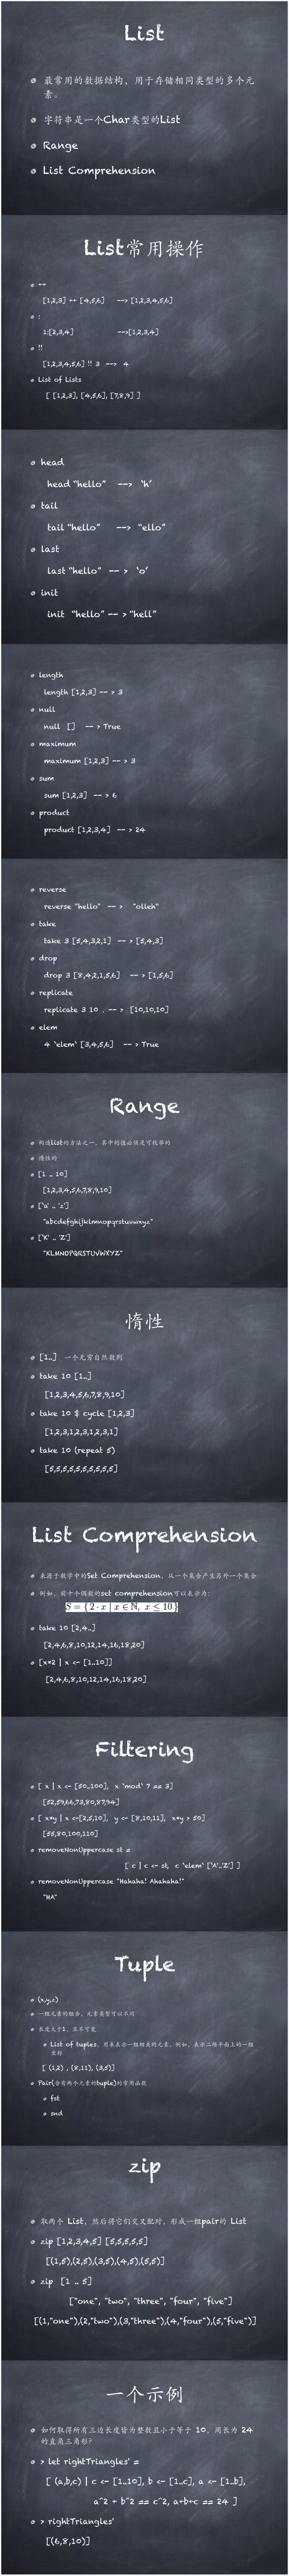 List
最常用的数据结构，用于存储相同类型的多个元
素。
字符串是一个Char类型的List
Range
List Comprehension
List常用操作
++
[1,2,3] ++ [4,5,6] --> [1,2,3,4,5,6]
:
1:[2,3,4] -->[1,2,3,4]
!!
[1,2,3,4,5,6] !! 3 --> 4
List of Lists
[ [1,2,3], [4,5,6], [7,8,9] ]
head
head “hello” --> ‘h’
tail
tail “hello” --> “ello”
last
last “hello” -- > ‘o’
init
init “hello” -- > “hell”
length
length [1,2,3] -- > 3
null
null [] -- > True
maximum
maximum [1,2,3] -- > 3
sum
sum [1,2,3] -- > 6
product
product [1,2,3,4] -- > 24
reverse
reverse "hello" -- > "olleh"
take
take 3 [5,4,3,2,1] -- > [5,4,3]
drop
drop 3 [8,4,2,1,5,6] -- > [1,5,6]
replicate
replicate 3 10 . -- > [10,10,10]
elem
4 `elem` [3,4,5,6] -- > True
Range
构造list的方法之一，其中的值必须是可枚举的
惰性的
[1 .. 10]
[1,2,3,4,5,6,7,8,9,10]
['a' .. 'z']
"abcdefghijklmnopqrstuvwxyz"
['K' .. 'Z']
"KLMNOPQRSTUVWXYZ"
惰性
[1..] 一个无穷自然数列
take 10 [1..]
[1,2,3,4,5,6,7,8,9,10]
take 10 $ cycle [1,2,3]
[1,2,3,1,2,3,1,2,3,1]
take 10 (repeat 5)
[5,5,5,5,5,5,5,5,5,5]
List Comprehension
来源于数学中的Set Comprehension，从一个集合产生另外一个集合
例如，前十个偶数的set comprehension可以表示为：
S = { 2 · x | x ∈ ℕ, x ≤ 10 }
take 10 [2,4..]
[2,4,6,8,10,12,14,16,18,20]
[x*2 | x <- [1..10]]
[2,4,6,8,10,12,14,16,18,20]
Filtering
[ x | x <- [50..100], x `mod` 7 == 3]
[52,59,66,73,80,87,94]
[ x*y | x <-[2,5,10], y <- [8,10,11], x*y > 50]
[55,80,100,110]
removeNonUppercase st =
[ c | c <- st, c `elem` ['A'..'Z'] ]
removeNonUppercase "Hahaha! Ahahaha!"
"HA"
Tuple
(x,y,z)
一组元素的组合，元素类型可以不同
长度大于1，且不可变
List of tuples，用来表示一组相关的元素，例如，表示二维平面上的一组
坐标
[ (1,2) , (8,11), (3,5)]
Pair(含有两个元素的tuple)的常用函数
fst
snd
zip
取两个 List，然后将它们交叉配对，形成一组pair的 List
zip [1,2,3,4,5] [5,5,5,5,5]
[(1,5),(2,5),(3,5),(4,5),(5,5)]
zip [1 .. 5]
["one", "two", "three", "four", "five"]
[(1,"one"),(2,"two"),(3,"three"),(4,"four"),(5,"five")]
一个示例
如何取得所有三边长度皆为整数且小于等于 10，周长为 24
的直角三角形？
> let rightTriangles' =
[ (a,b,c) | c <- [1..10], b <- [1..c], a <- [1..b],
a^2 + b^2 == c^2, a+b+c == 24 ]
> rightTriangles'
[(6,8,10)]